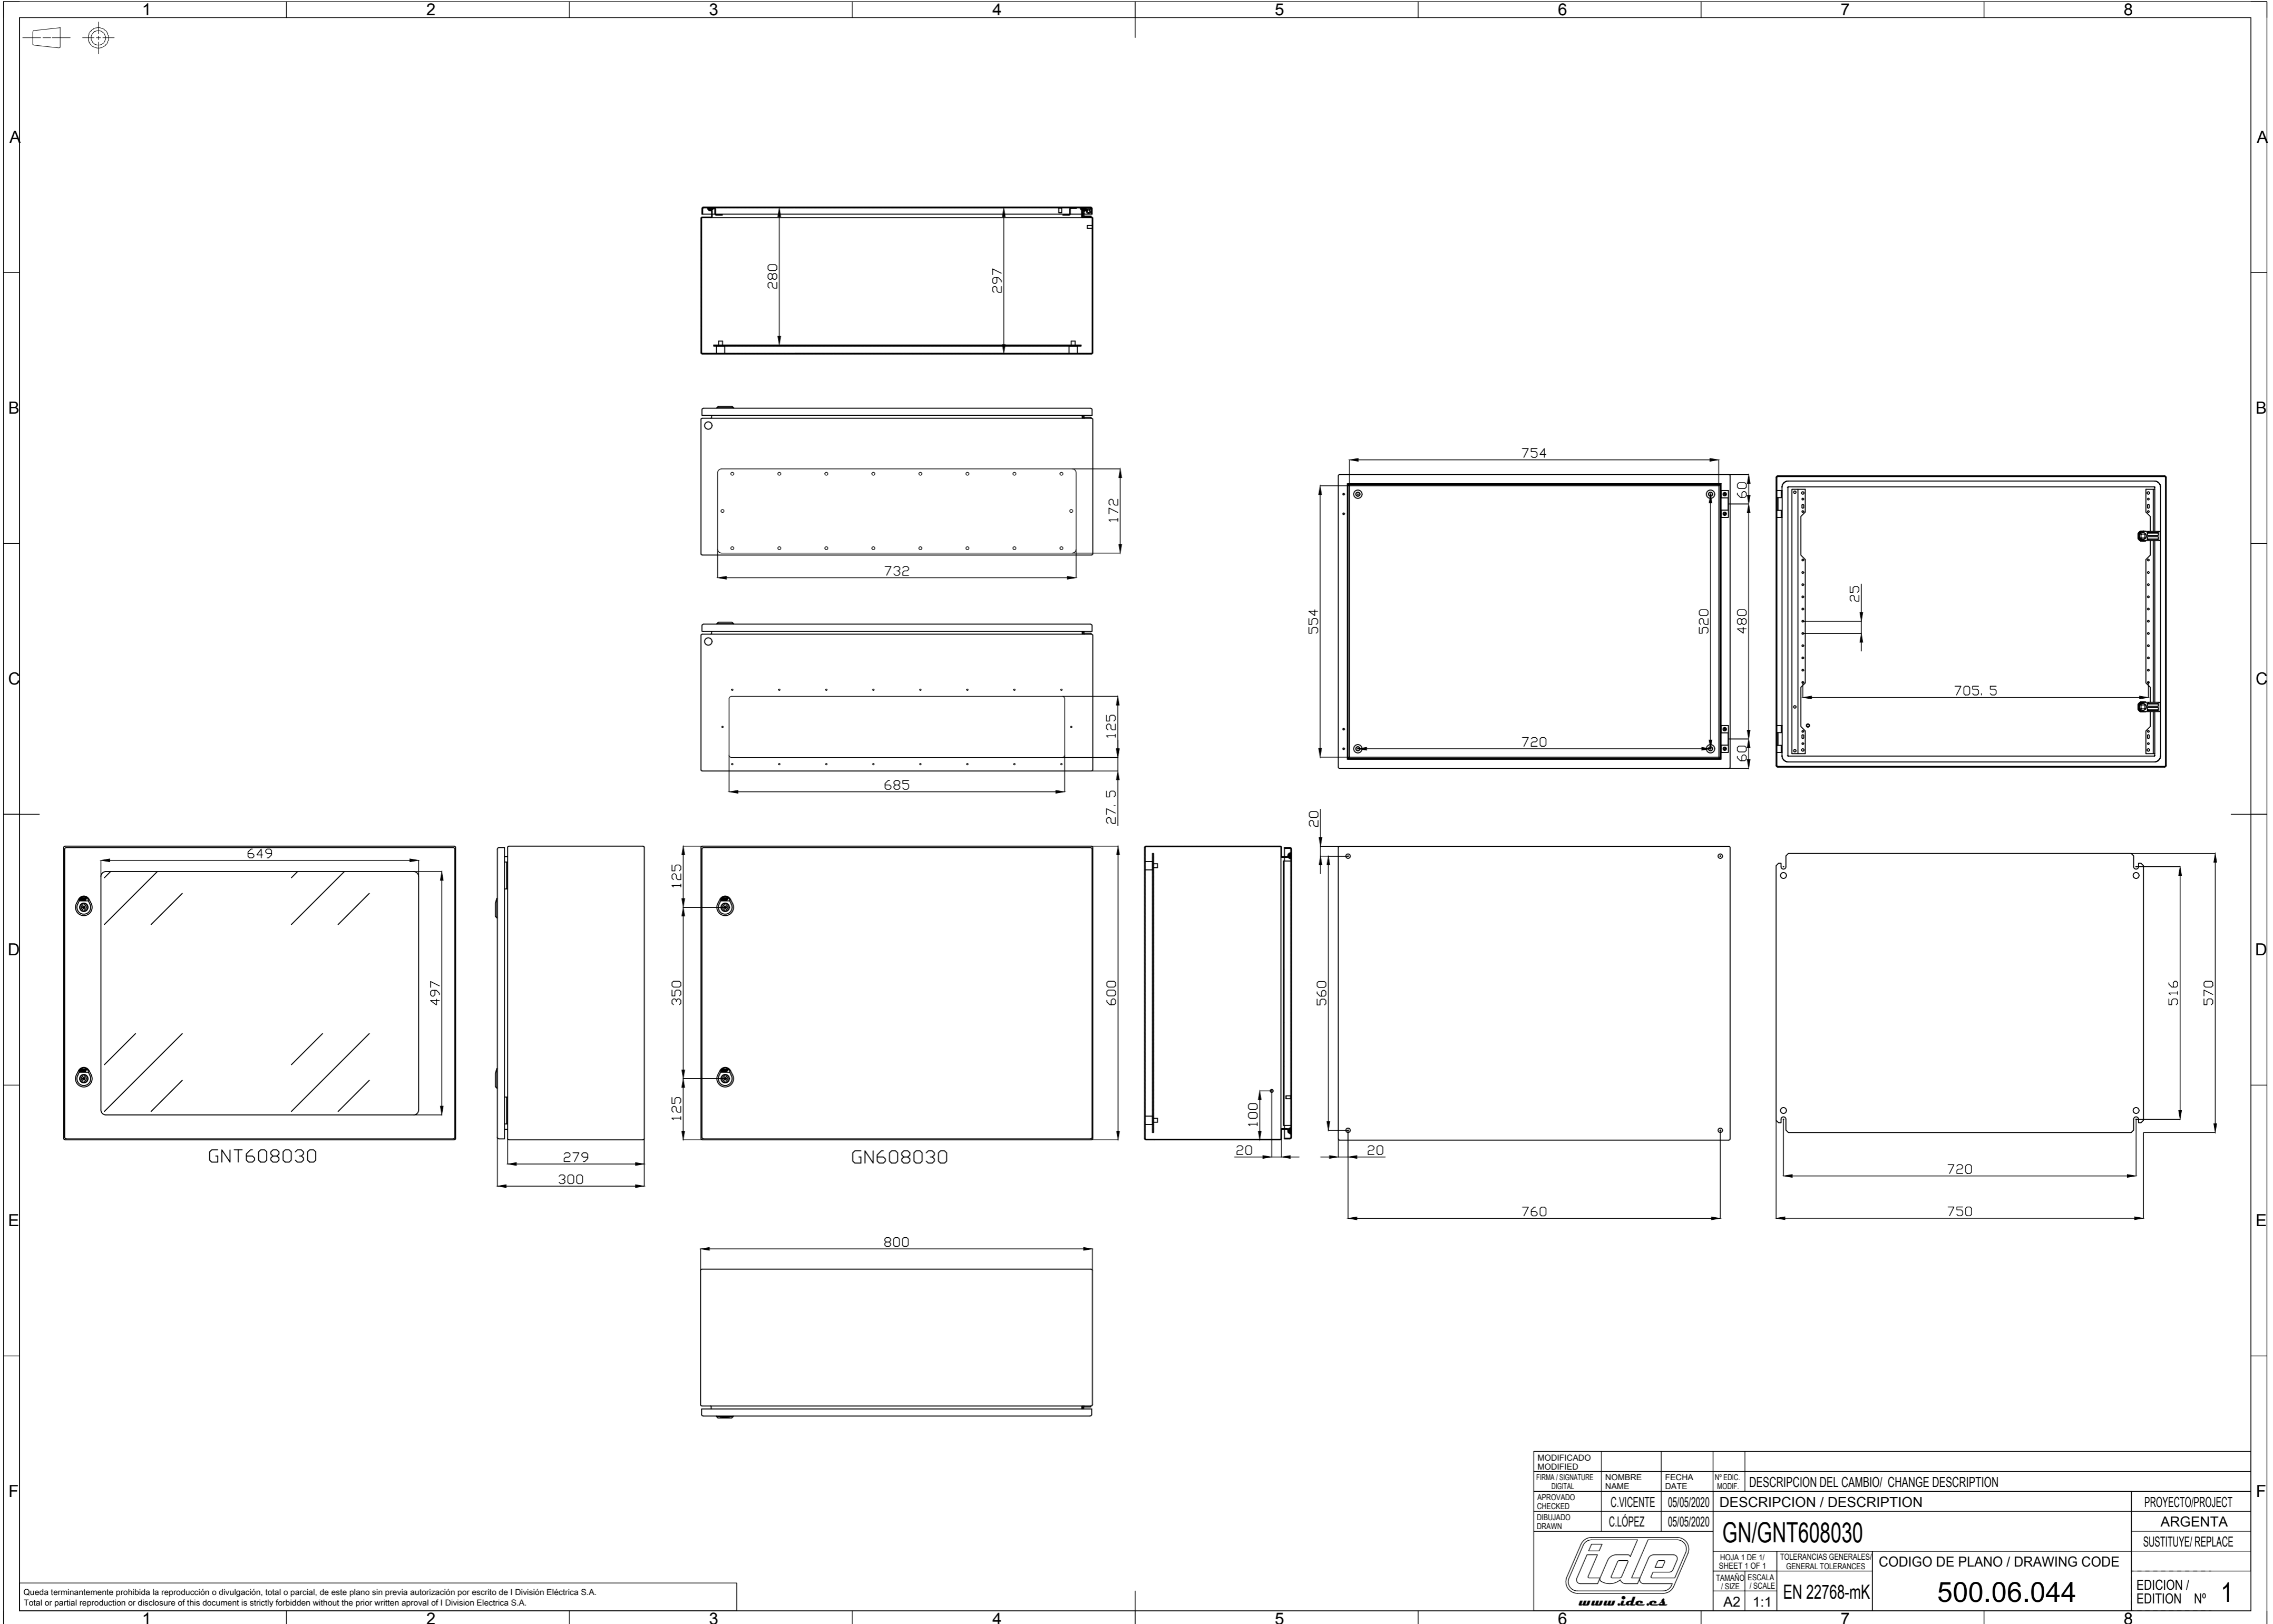 1 2 3 4 5 6 7 8
A A
280
297
B B
172
732
754
60
554
520
480
720
60
25
705. 5
C C
125
685
27. 5
649
497
GNT608030
279
300
125
350
125
600
GN608030
100
20
20
560
20
760
516
570
720
750
D D
E E
800
F F
MODIFICADO
MODIFIED
FIRMA / SIGNATURE
DIGITAL
NOMBRE
NAME
FECHA
DATE
Nº EDIC.
MODIF.
DESCRIPCION DEL CAMBIO/ CHANGE DESCRIPTION
APROVADO
CHECKED
C.VICENTE
05/05/2020
DIBUJADO
DRAWN
C.LÓPEZ
05/05/2020
DESCRIPCION / DESCRIPTION
GN/GNT608030
PROYECTO/PROJECT
ARGENTA
SUSTITUYE/ REPLACE
ide
www.ide.es
HOJA 1 DE 1/
SHEET 1 OF 1
TOLERANCIAS GENERALES/
GENERAL TOLERANCES
CODIGO DE PLANO / DRAWING CODE
TAMAÑO
/ SIZE
ESCALA
/ SCALE
A2
1:1
EN 22768-mK
500.06.044
EDICION /
EDITION Nº 1
Queda terminantemente prohibida la reproducción o divulgación, total o parcial, de este plano sin previa autorización por escrito de I División Eléctrica S.A.
Total or partial reproduction or disclosure of this document is strictly forbidden without the prior written aproval of I Division Electrica S.A.
1 2 3 4 5 6 7 8